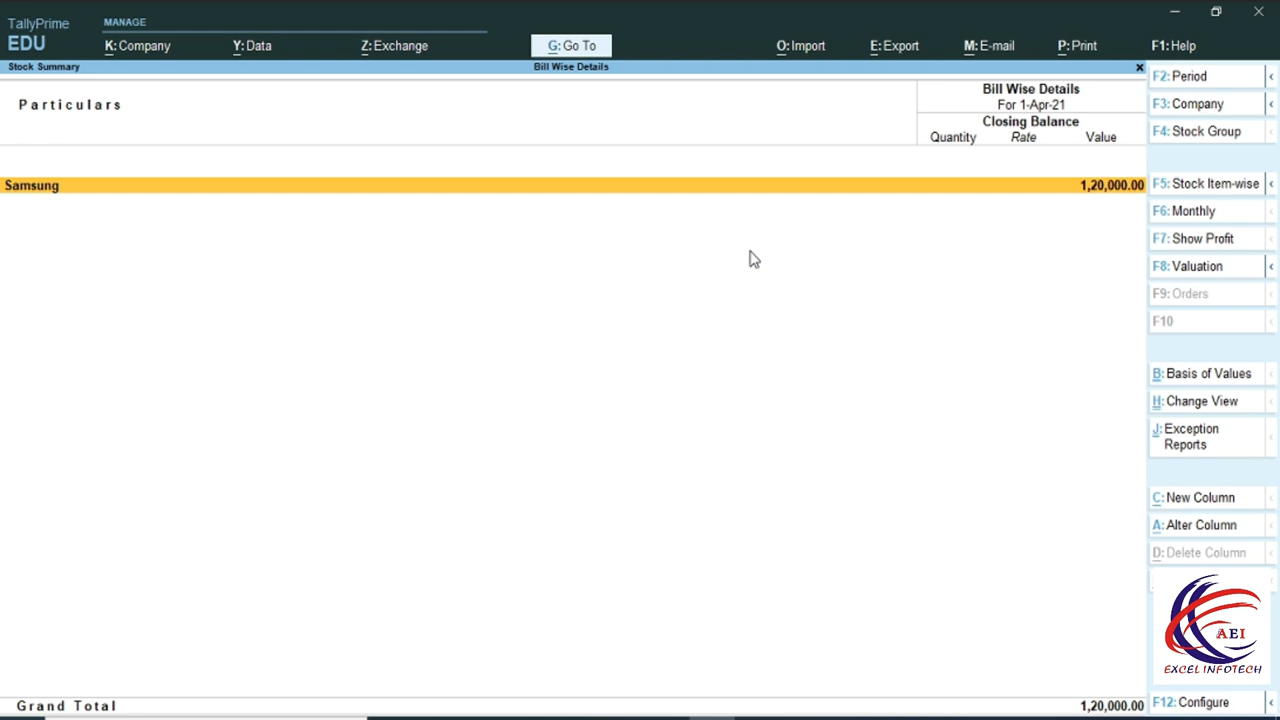 TallyPrime
EDU
MANAGE
K: Company Y: Data Z: Exchange G: Go To O: Import E: Export M: E-mail P: Print F1: Help
Stock Summary Bill Wise Details x
Particulars
Bill Wise Details
For 1-Apr-21
Closing Balance
Quantity Rate Value
Samsung 1,20,000.00
Grand Total 1,20,000.00
F2: Period
F3: Company
F4: Stock Group
F5: Stock Item-wise
F6: Monthly
F7: Show Profit
F8: Valuation
F9: Orders
F10
B: Basis of Values
H: Change View
J: Exception
Reports
C: New Column
A: Alter Column
D: Delete Column
AEI
EXCEL INFOTECH
F12: Configure